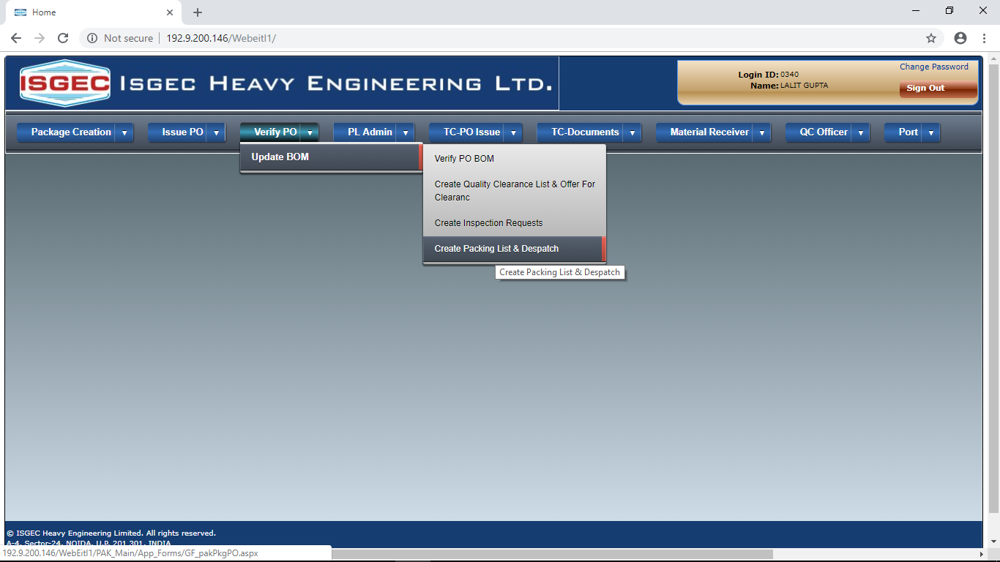 Home
Not secure
192.9.200.146/Webeitl1/
ISGEC
ISGEC HEAVY ENGINEERING LTD.
Change Password
Login ID: 0340
Name: LALIT GUPTA
Sign Out
Package Creation
Issue PO
Verify PO
PL Admin
TC-PO Issue
TC-Documents
Material Receiver
QC Officer
Port
Update BOM
Verify PO BOM
Create Quality Clearance List & Offer For
Clearanc
Create Inspection Requests
Create Packing List & Despatch
Create Packing List & Despatch
© ISGEC Heavy Engineering Limited. All rights reserved.
A-4, Sector-24, NOIDA, U.P. 201 301, INDIA
192.9.200.146/WebEitl1/PAK_Main/App_Forms/GF_pakPkgPO.aspx